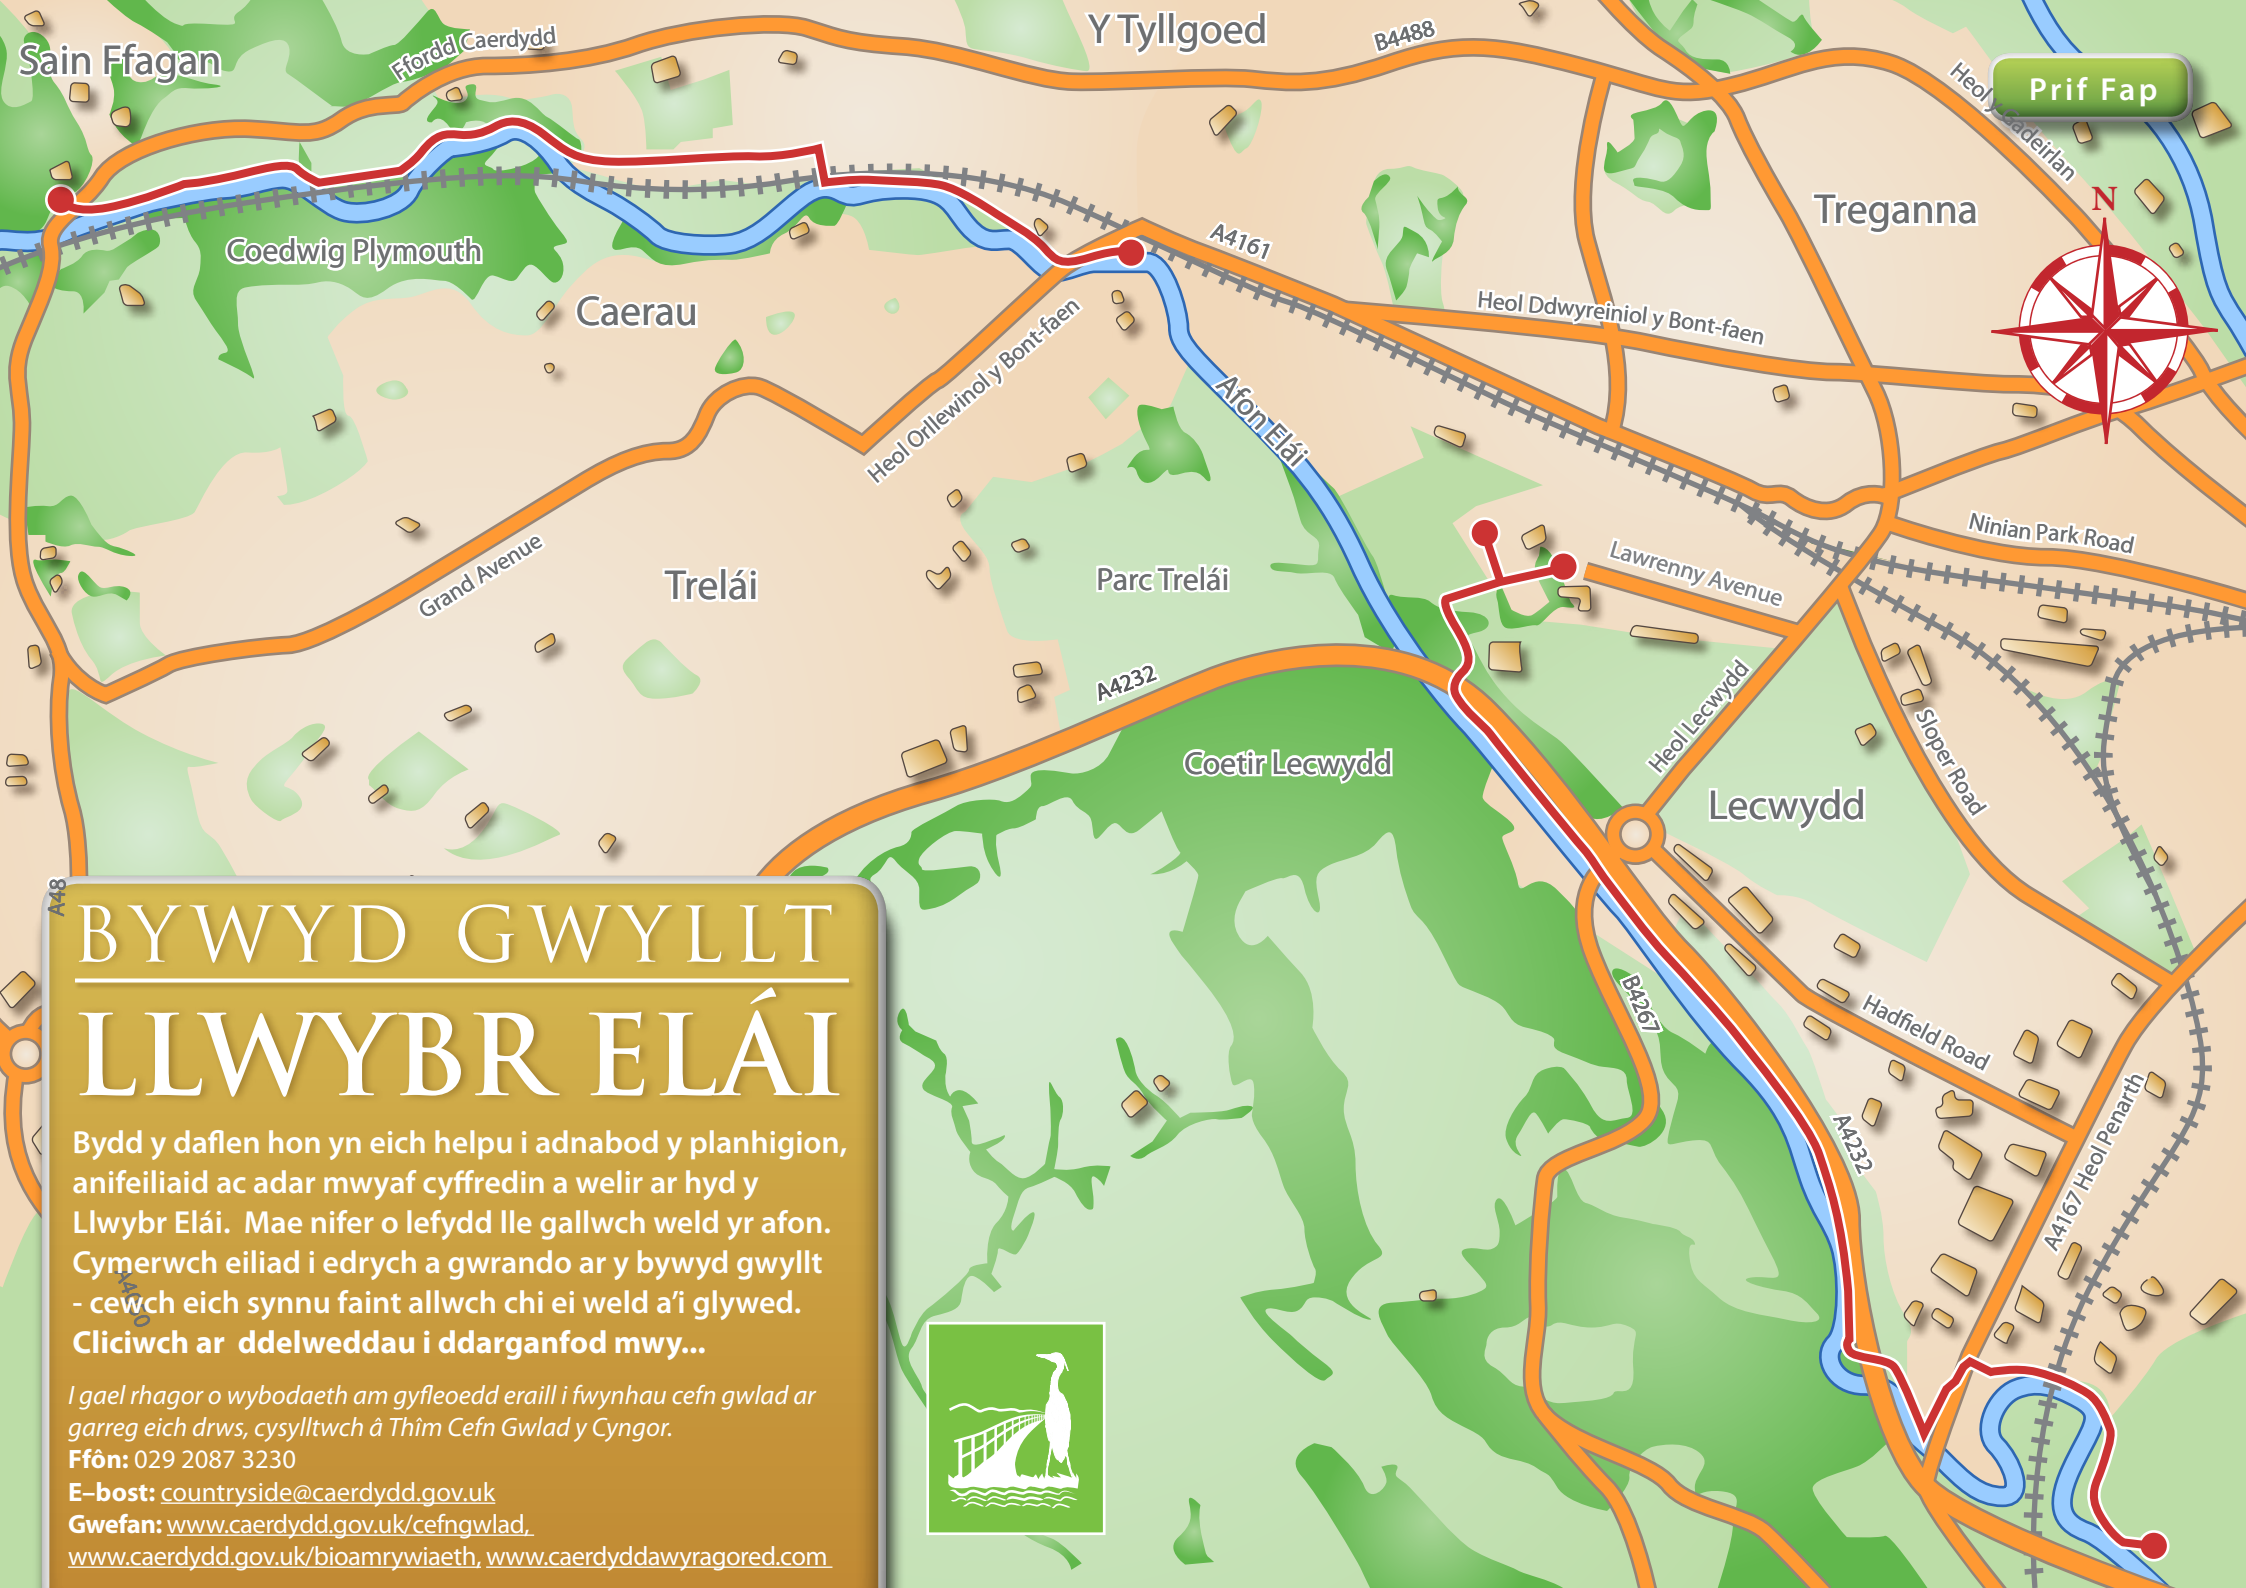 Sain Ffagan
Ffordd Caerdydd
Y Tyllgoed
B4488
Heol y Gadeirlan
Prif Fap
N
Treganna
Coedwig Plymouth
Caerau
A4161
Heol Ddwyreiniol y Bont-faen
Heol Orllewinol y Bont-faen
Afon Elái
Grand Avenue
Trelái
Parc Trelái
Lawrenny Avenue
Ninian Park Road
A4232
Heol Lecwydd
Sloper Road
Coetir Lecwydd
Lecwydd
A48
B4267
Hadfield Road
A4232
A4167 Heol Penarth
BYWYD GWYLLT
LLWYBR ELÁI
Bydd y daflen hon yn eich helpu i adnabod y planhigion,
anifeiliaid ac adar mwyaf cyffredin a welir ar hyd y
Llwybr Elái.  Mae nifer o lefydd lle gallwch weld yr afon.
Cymerwch eiliad i edrych a gwrando ar y bywyd gwyllt
- cewch eich synnu faint allwch chi ei weld a'i glywed.
Cliciwch ar  ddelweddau i ddarganfod mwy...
I gael rhagor o wybodaeth am gyfleoedd eraill i fwynhau cefn gwlad ar
garreg eich drws, cysylltwch â Thîm Cefn Gwlad y Cyngor.
Ffôn: 029 2087 3230
E–bost: countryside@caerdydd.gov.uk
Gwefan: www.caerdydd.gov.uk/cefngwlad,
www.caerdydd.gov.uk/bioamrywiaeth, www.caerdyddawyragored.com